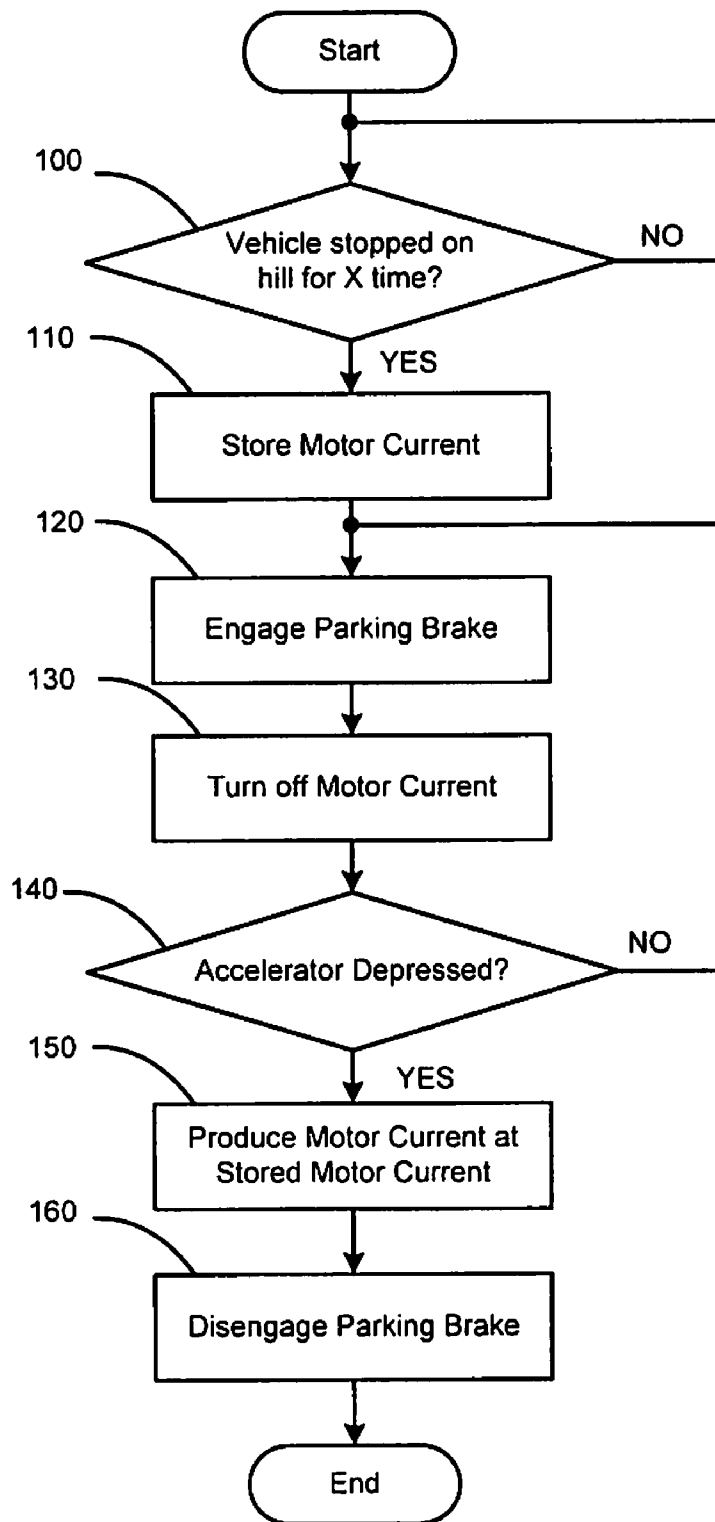 Start
100
Vehicle stopped on
hill for X time?
NO
YES
110
Store Motor Current
120
Engage Parking Brake
130
Turn off Motor Current
140
Accelerator Depressed?
NO
YES
150
Produce Motor Current at
Stored Motor Current
160
Disengage Parking Brake
End